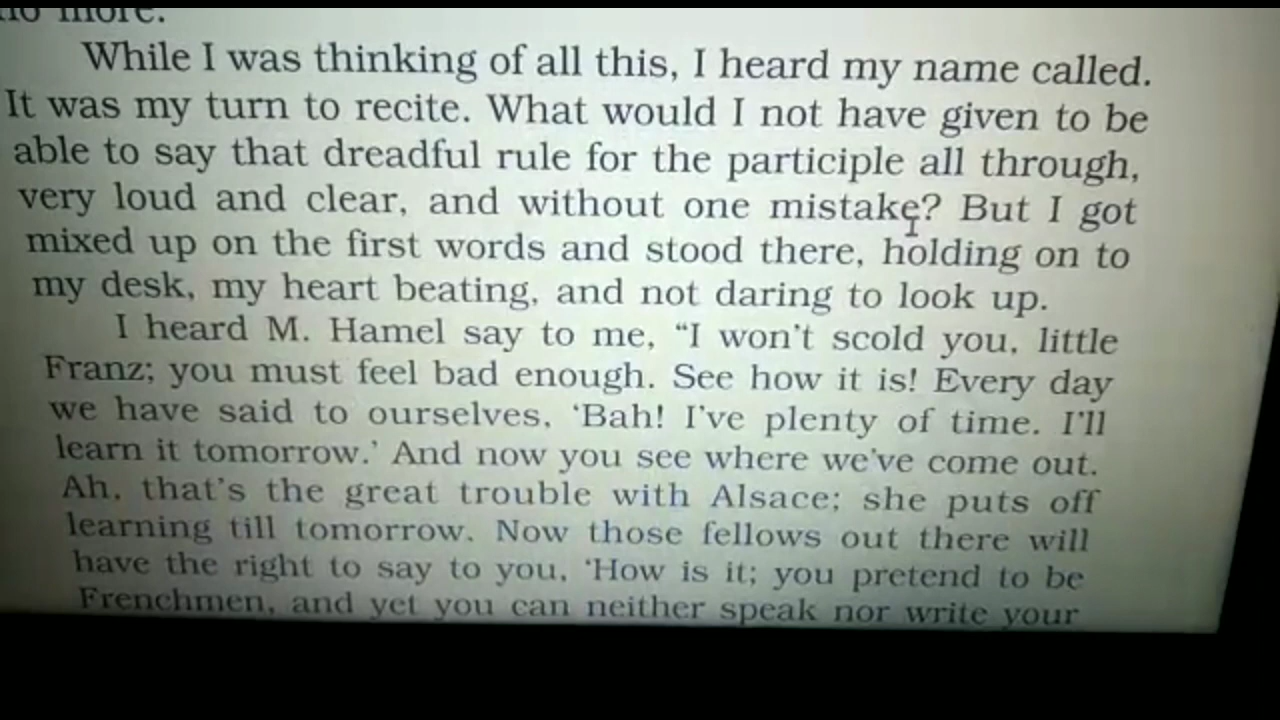 no more.
While I was thinking of all this, I heard my name called.
It was my turn to recite. What would I not have given to be
able to say that dreadful rule for the participle all through,
very loud and clear, and without one mistake? But I got
mixed up on the first words and stood there, holding on to
my desk, my heart beating, and not daring to look up.
I heard M. Hamel say to me, “I won't scold you, little
Franz; you must feel bad enough. See how it is! Every day
we have said to ourselves, ‘Bah! I've plenty of time. I'll
learn it tomorrow.’ And now you see where we've come out.
Ah, that's the great trouble with Alsace; she puts off
learning till tomorrow. Now those fellows out there will
have the right to say to you, ‘How is it; you pretend to be
Frenchmen, and yet you can neither speak nor write your